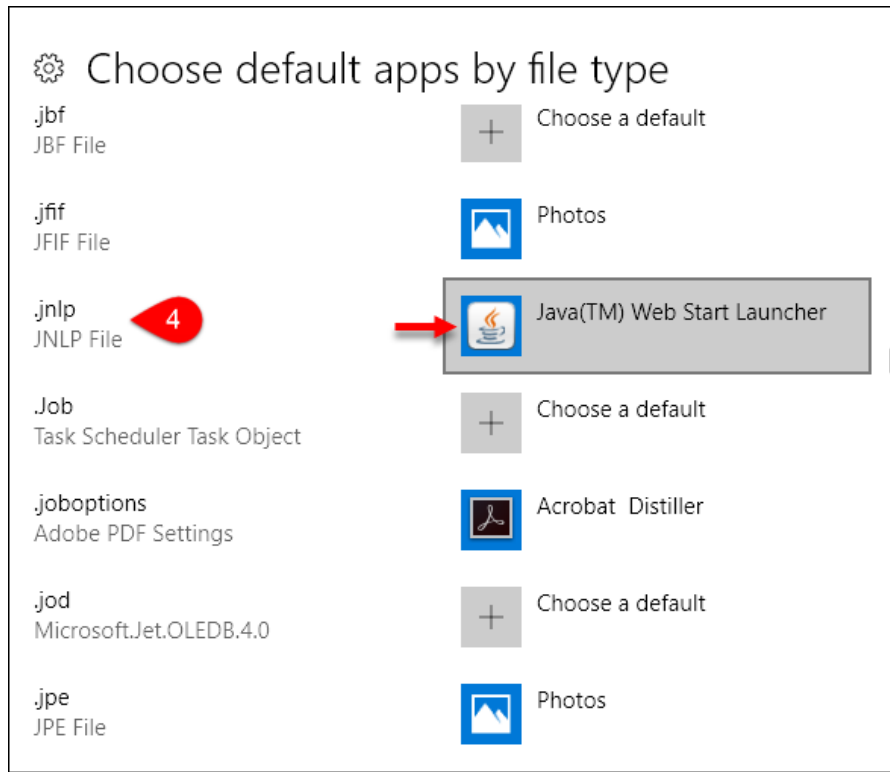 Choose default apps by file type
.jbf
JBF File
Choose a default
.jfif
JFIF File
Photos
.jnlp
JNLP File
4
Java(TM) Web Start Launcher
.Job
Task Scheduler Task Object
Choose a default
.joboptions
Adobe PDF Settings
Acrobat  Distiller
.jod
Microsoft.Jet.OLEDB.4.0
Choose a default
.jpe
JPE File
Photos